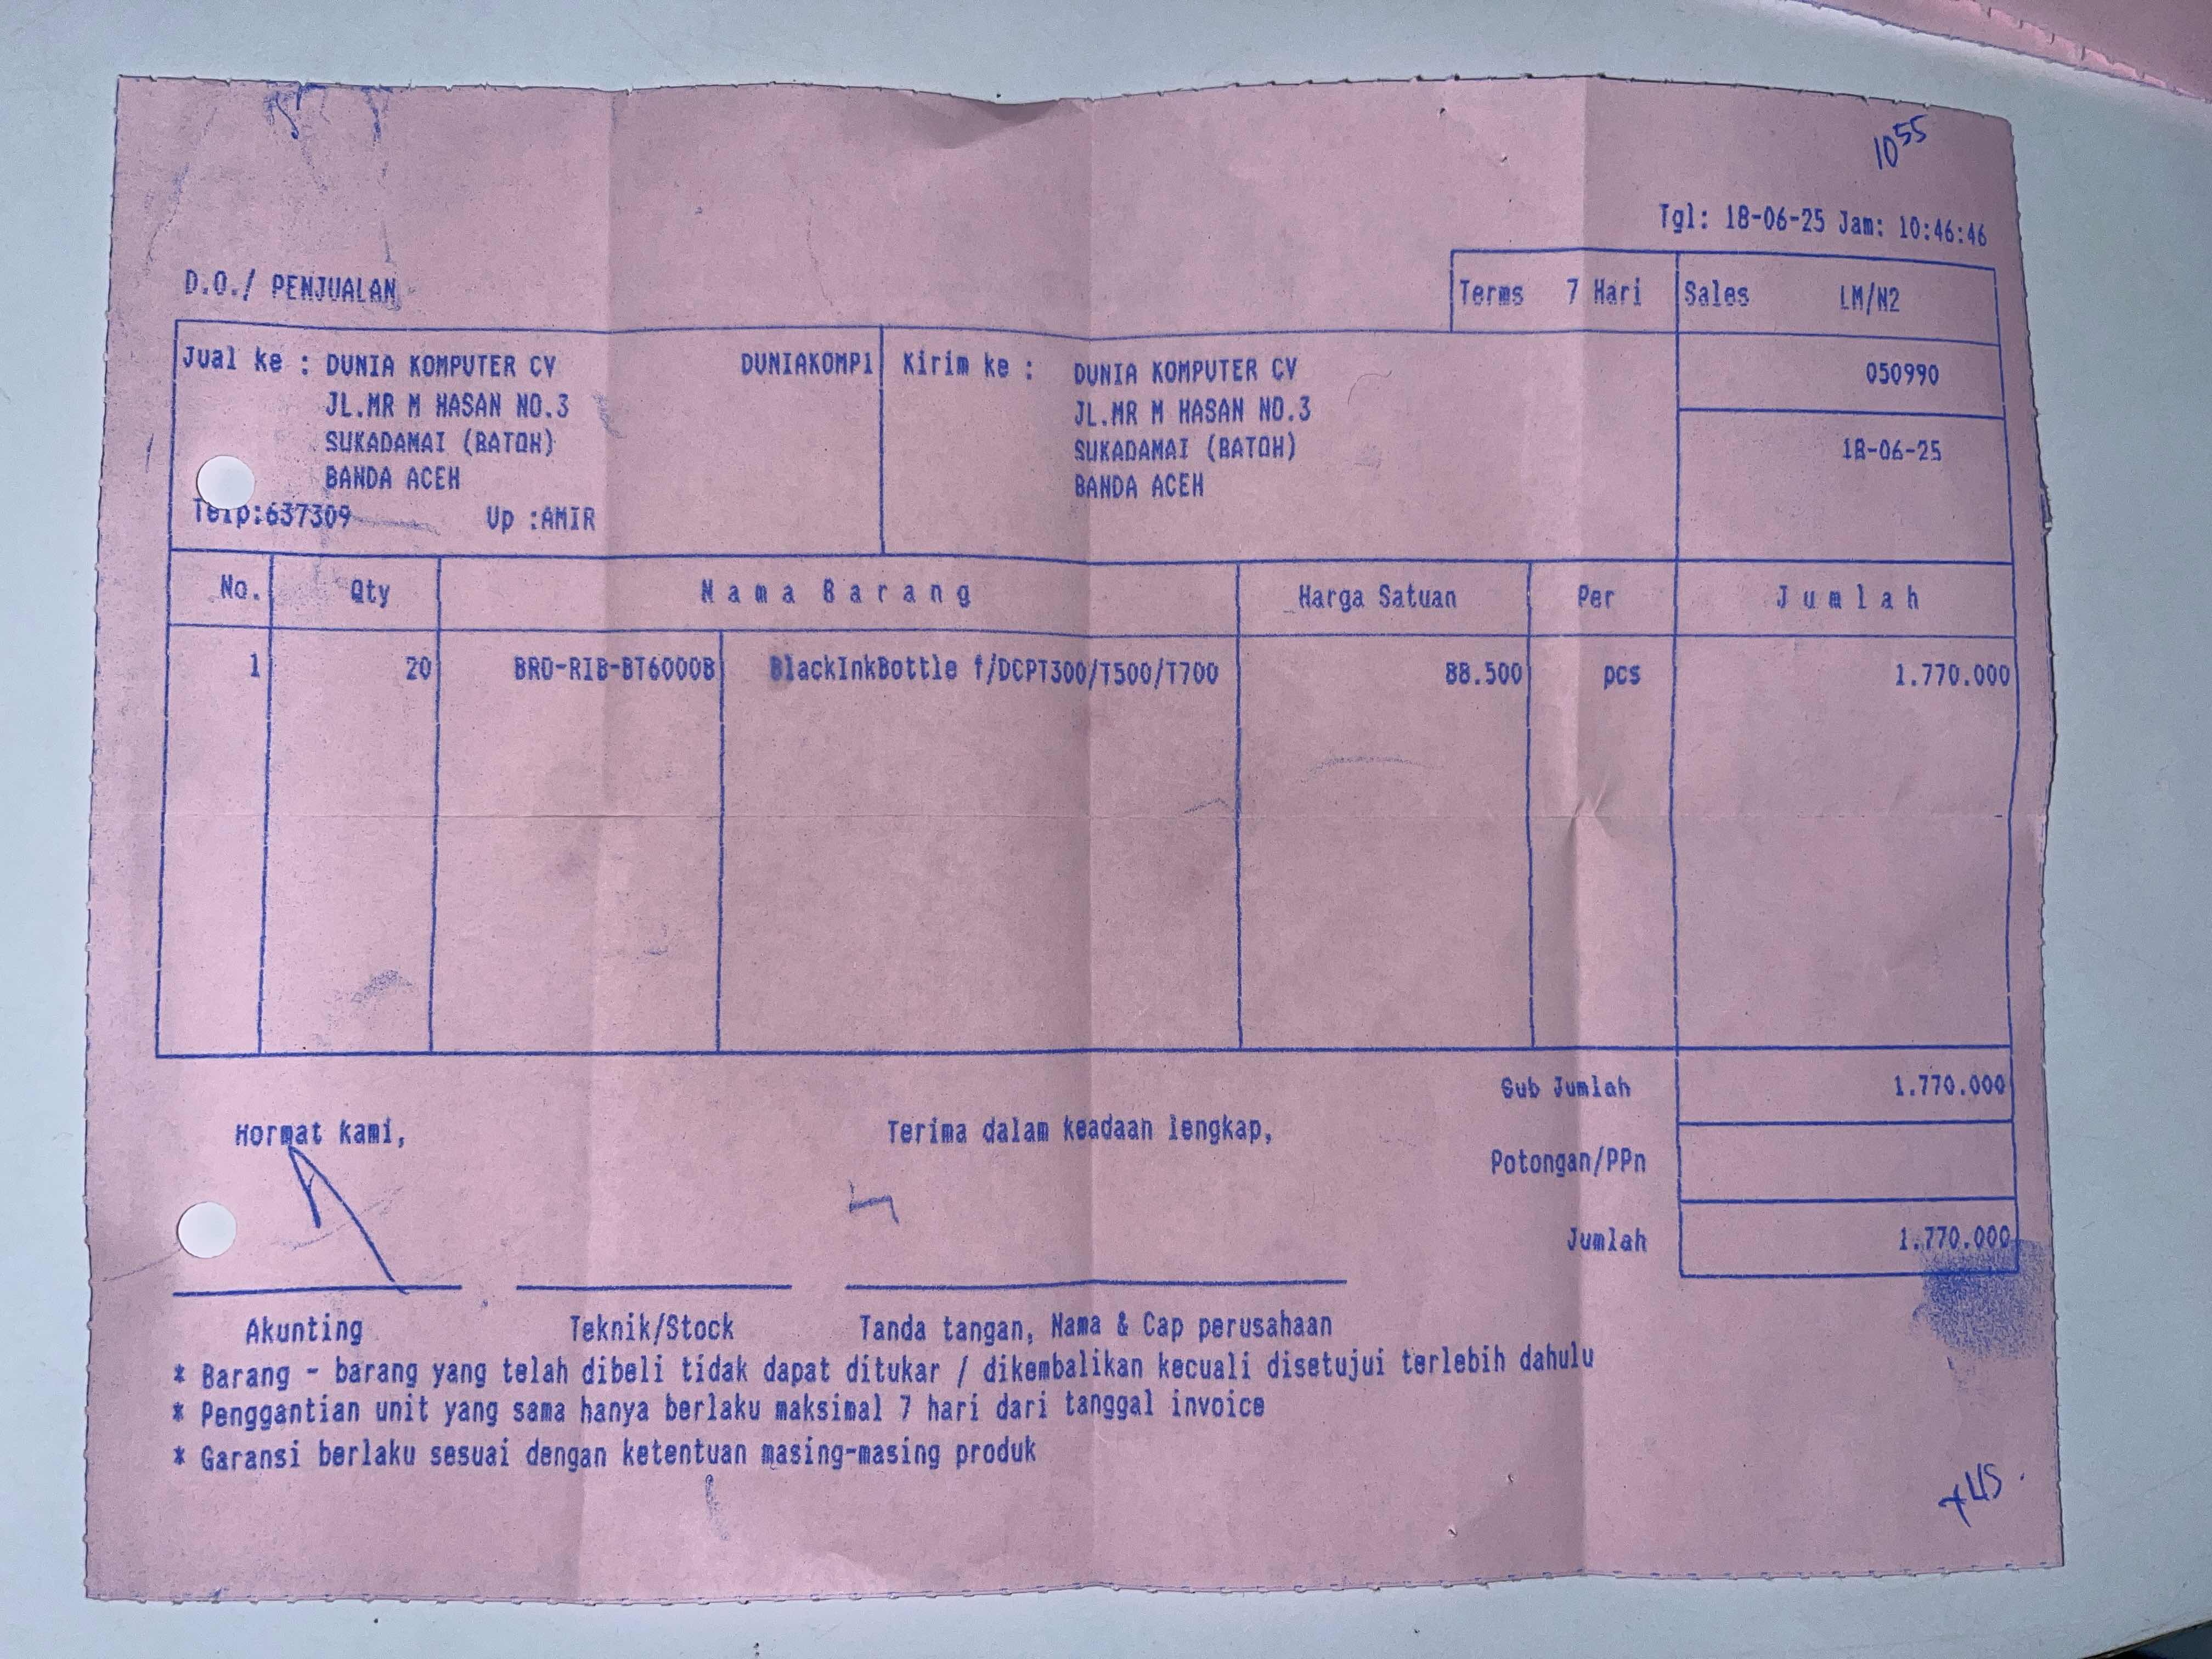 10 55
Tgl: 18-06-25 Jam: 10:46:46
D.O./ PENJUALAN
Terms 7 Hari Sales LM/N2
Jual ke : DUNIA KOMPUTER CV DUNIAKOMP1 Kirim ke : DUNIA KOMPUTER CV 050990
JL.MR M HASAN NO.3 JL.MR M HASAN NO.3
SUKADAMAI (BATOH) SUKADAMAI (BATOH) 18-06-25
BANDA ACEH BANDA ACEH
Telp:637309 Up :AMIR
No. Qty Nama Barang Harga Satuan Per Jumlah
1 20 BRO-RIB-BT6000B BlackInkBottle f/DCPT300/T500/T700 88.500 pcs 1.770.000
Sub Jumlah 1.770.000
Hormat kami, Terima dalam keadaan lengkap,
Potongan/PPn
Jumlah 1.770.000
Akunting Teknik/Stock Tanda tangan, Nama & Cap perusahaan
* Barang - barang yang telah dibeli tidak dapat ditukar / dikembalikan kecuali disetujui terlebih dahulu
* Penggantian unit yang sama hanya berlaku maksimal 7 hari dari tanggal invoice
* Garansi berlaku sesuai dengan ketentuan masing-masing produk